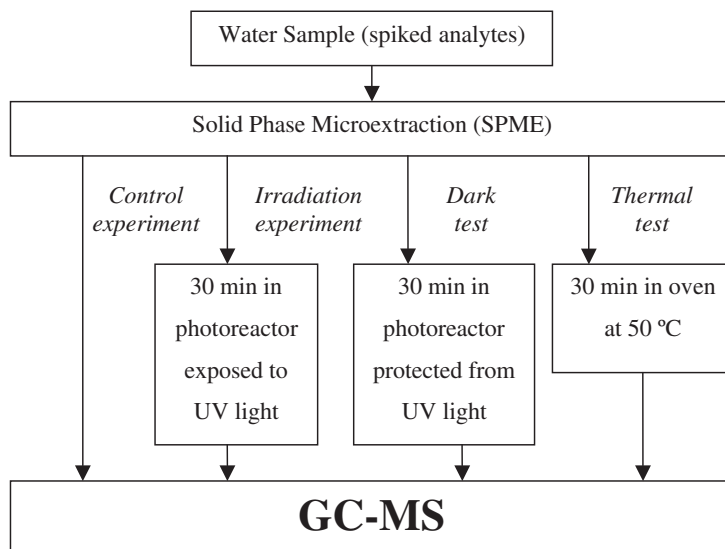 Water Sample (spiked analytes)
Solid Phase Microextraction (SPME)
Control
experiment
Irradiation
experiment
Dark
test
Thermal
test
30 min in
photoreactor
exposed to
UV light
30 min in
photoreactor
protected from
UV light
30 min in oven
at 50 ºC
GC-MS